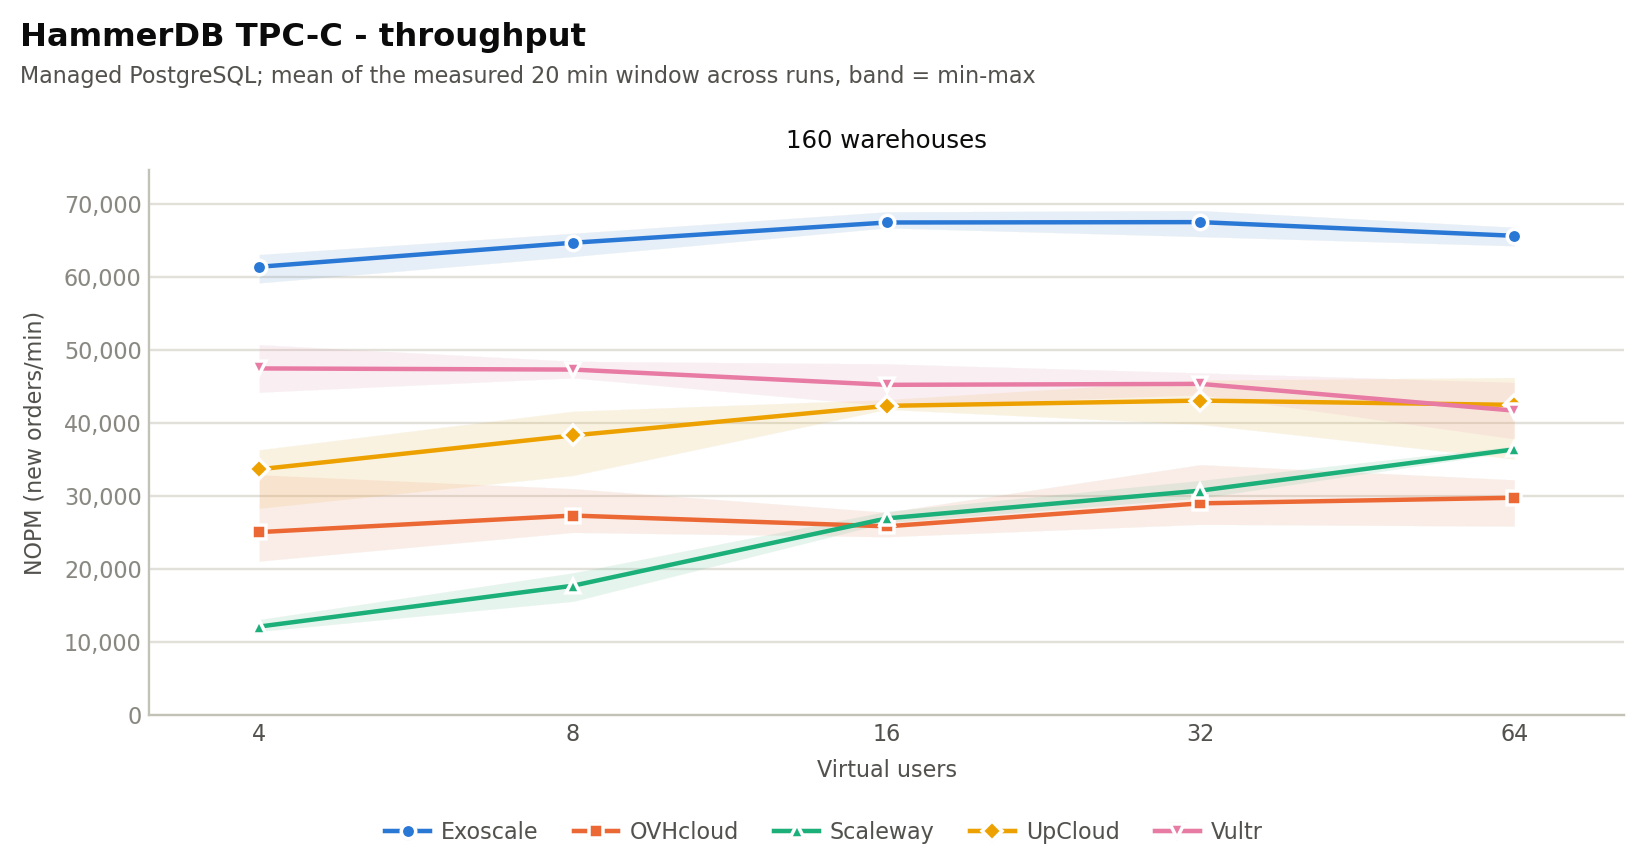 HammerDB TPC-C - throughput
Managed PostgreSQL; mean of the measured 20 min window across runs, band = min-max
160 warehouses
NOPM (new orders/min)
70,000
60,000
50,000
40,000
30,000
20,000
10,000
0
4 8 16 32 64
Virtual users
Exoscale OVHcloud Scaleway UpCloud Vultr